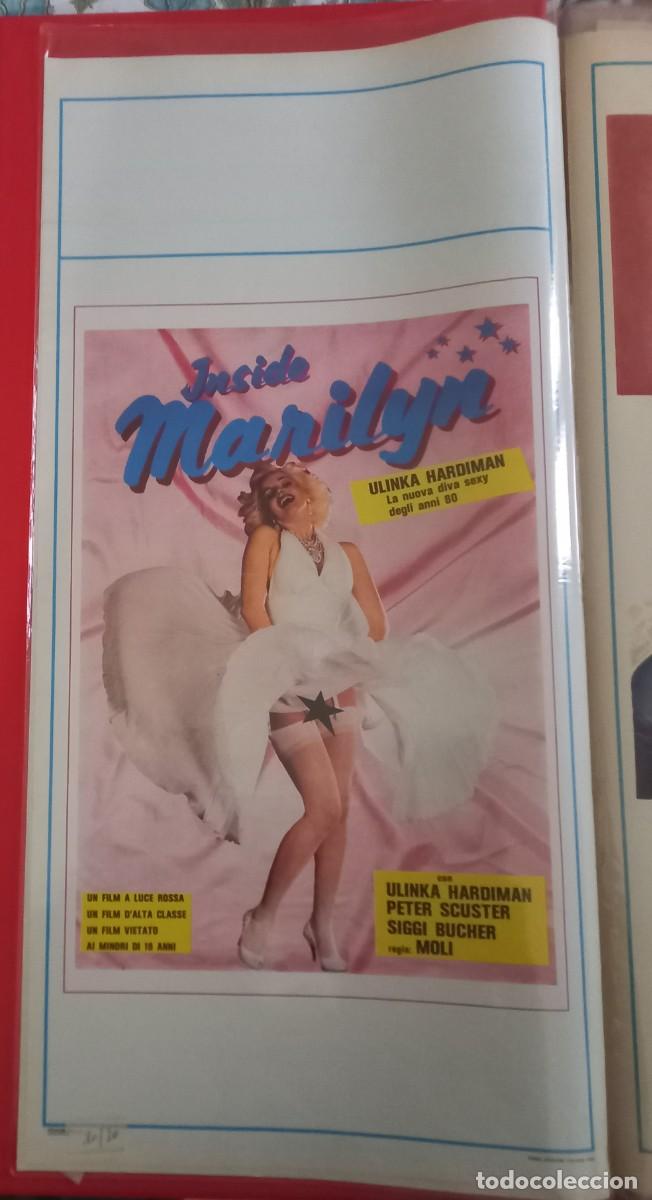 Inside
Marilyn
ULINKA HARDIMAN
La nuova diva sexy
degli anni 80
UN FILM A LUCE ROSSA
UN FILM D'ALTA CLASSE
UN FILM VIETATO
AI MINORI DI 18 ANNI
con
ULINKA HARDIMAN
PETER SCUSTER
SIGGI BUCHER
regia: MOLI
todocoleccion